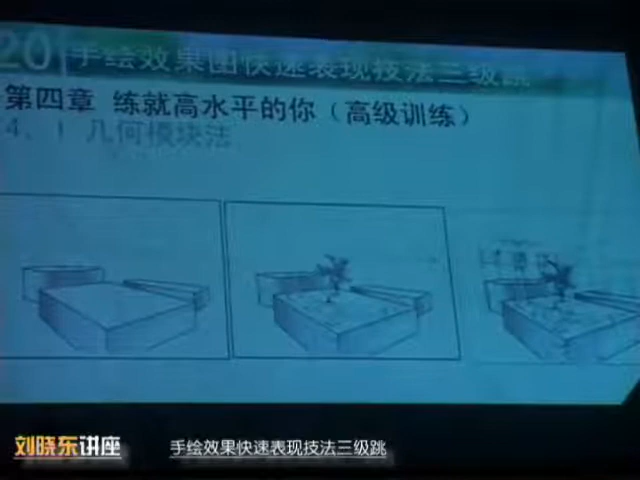 20 手绘效果图快速表现技法三级跳
第四章 练就高水平的你（高级训练）
4、1 几何模块法
刘晓东讲座 手绘效果快速表现技法三级跳